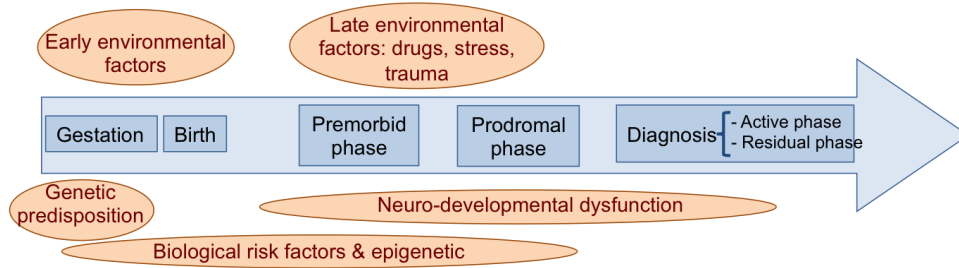 Early environmental
factors
Late environmental
factors: drugs, stress,
trauma
Gestation
Birth
Premorbid
phase
Prodromal
phase
Diagnosis
- Active phase
- Residual phase
Genetic
predisposition
Neuro-developmental dysfunction
Biological risk factors & epigenetic